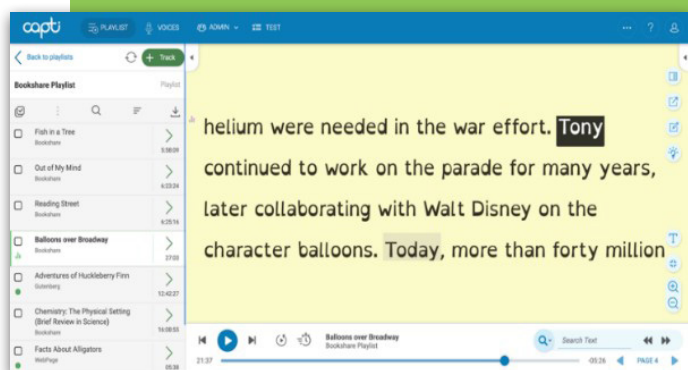 capti PLAYLIST VOICES ADMIN TEST ... ?
Back to playlists + Track
Bookshare Playlist Playlist
Fish in a Tree
Bookshare
5:58:09
Out of My Mind
Bookshare
6:23:24
Reading Street
Bookshare
6:25:16
Balloons over Broadway
Bookshare
27:03
Adventures of Huckleberry Finn
Gutenberg
12:42:27
Chemistry: The Physical Setting
(Brief Review in Science)
Bookshare
16:08:53
Facts About Alligators
WebPage
05:38
helium were needed in the war effort. Tony
continued to work on the parade for many years,
later collaborating with Walt Disney on the
character balloons. Today, more than forty million
Balloons over Broadway
Bookshare Playlist
Search Text
21:37 -05:26 PAGE 4